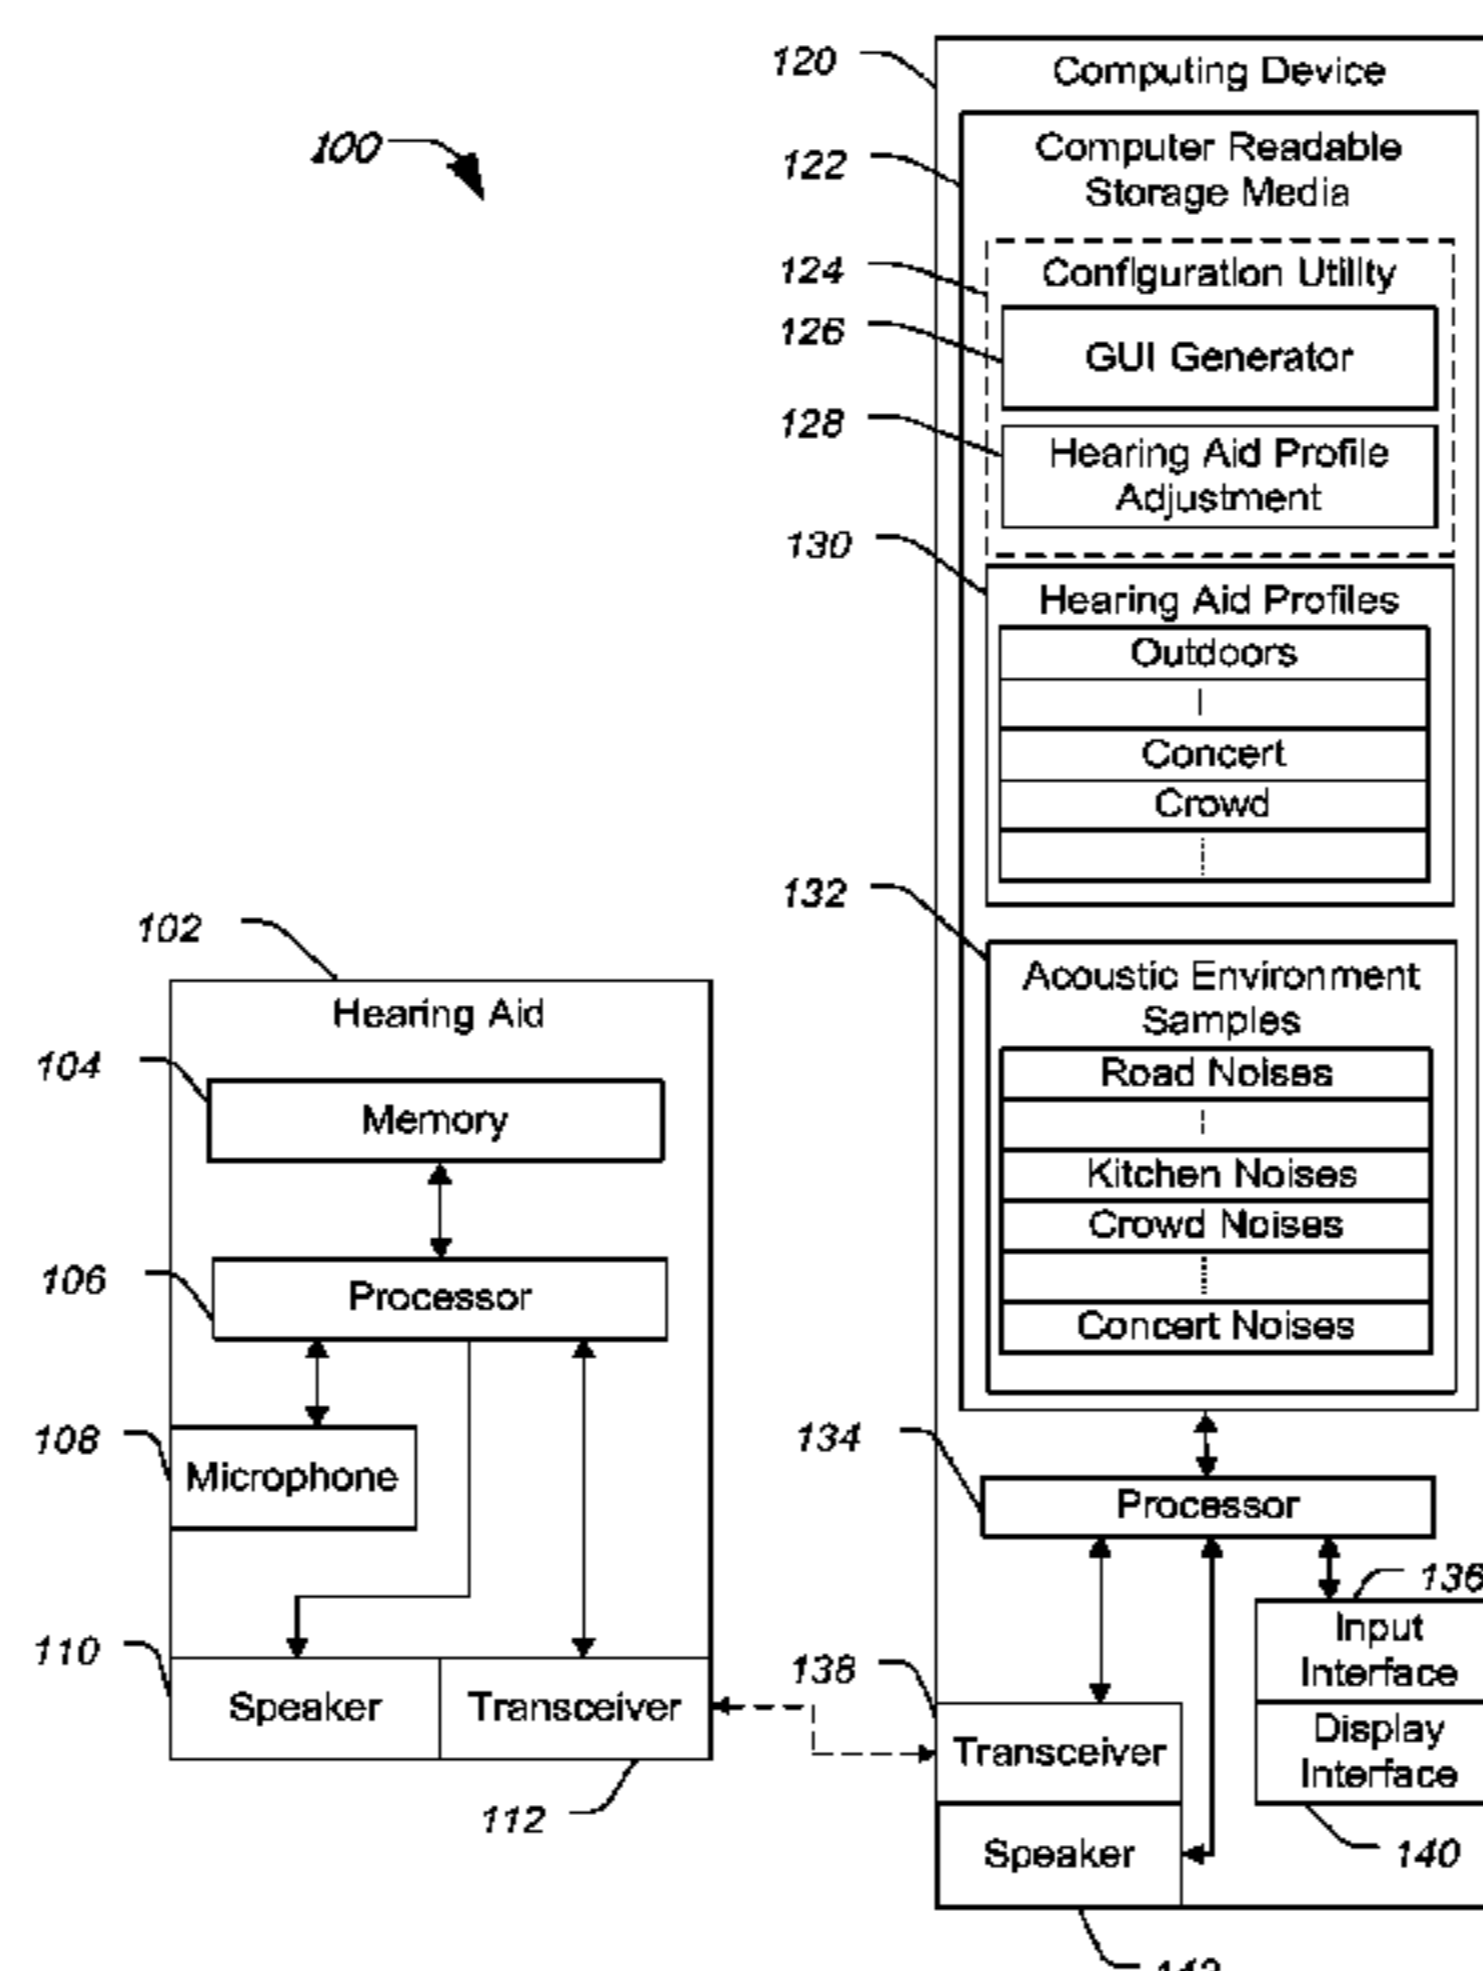 100
120
Computing Device
122
Computer Readable
Storage Media
124
Configuration Utility
126
GUI Generator
128
Hearing Aid Profile
Adjustment
130
Hearing Aid Profiles
Outdoors
Concert
Crowd
132
Acoustic Environment
Samples
Road Noises
Kitchen Noises
Crowd Noises
Concert Noises
102
Hearing Aid
104
Memory
106
Processor
108
Microphone
110
Speaker
Transceiver
112
134
Processor
136
Input
Interface
Display
Interface
138
Transceiver
140
Speaker